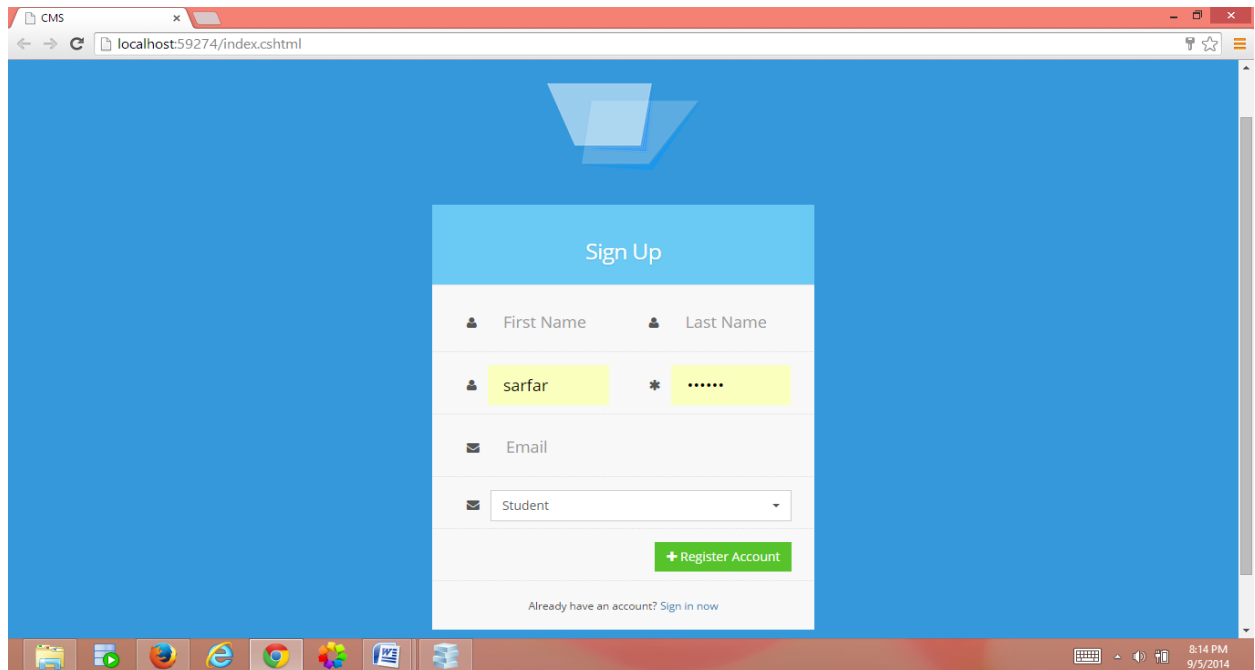 CMS
localhost:59274/index.cshtml
Sign Up
First Name Last Name
sarfar ••••••
Email
Student
Register Account
Already have an account? Sign in now
8:14 PM
9/5/2014